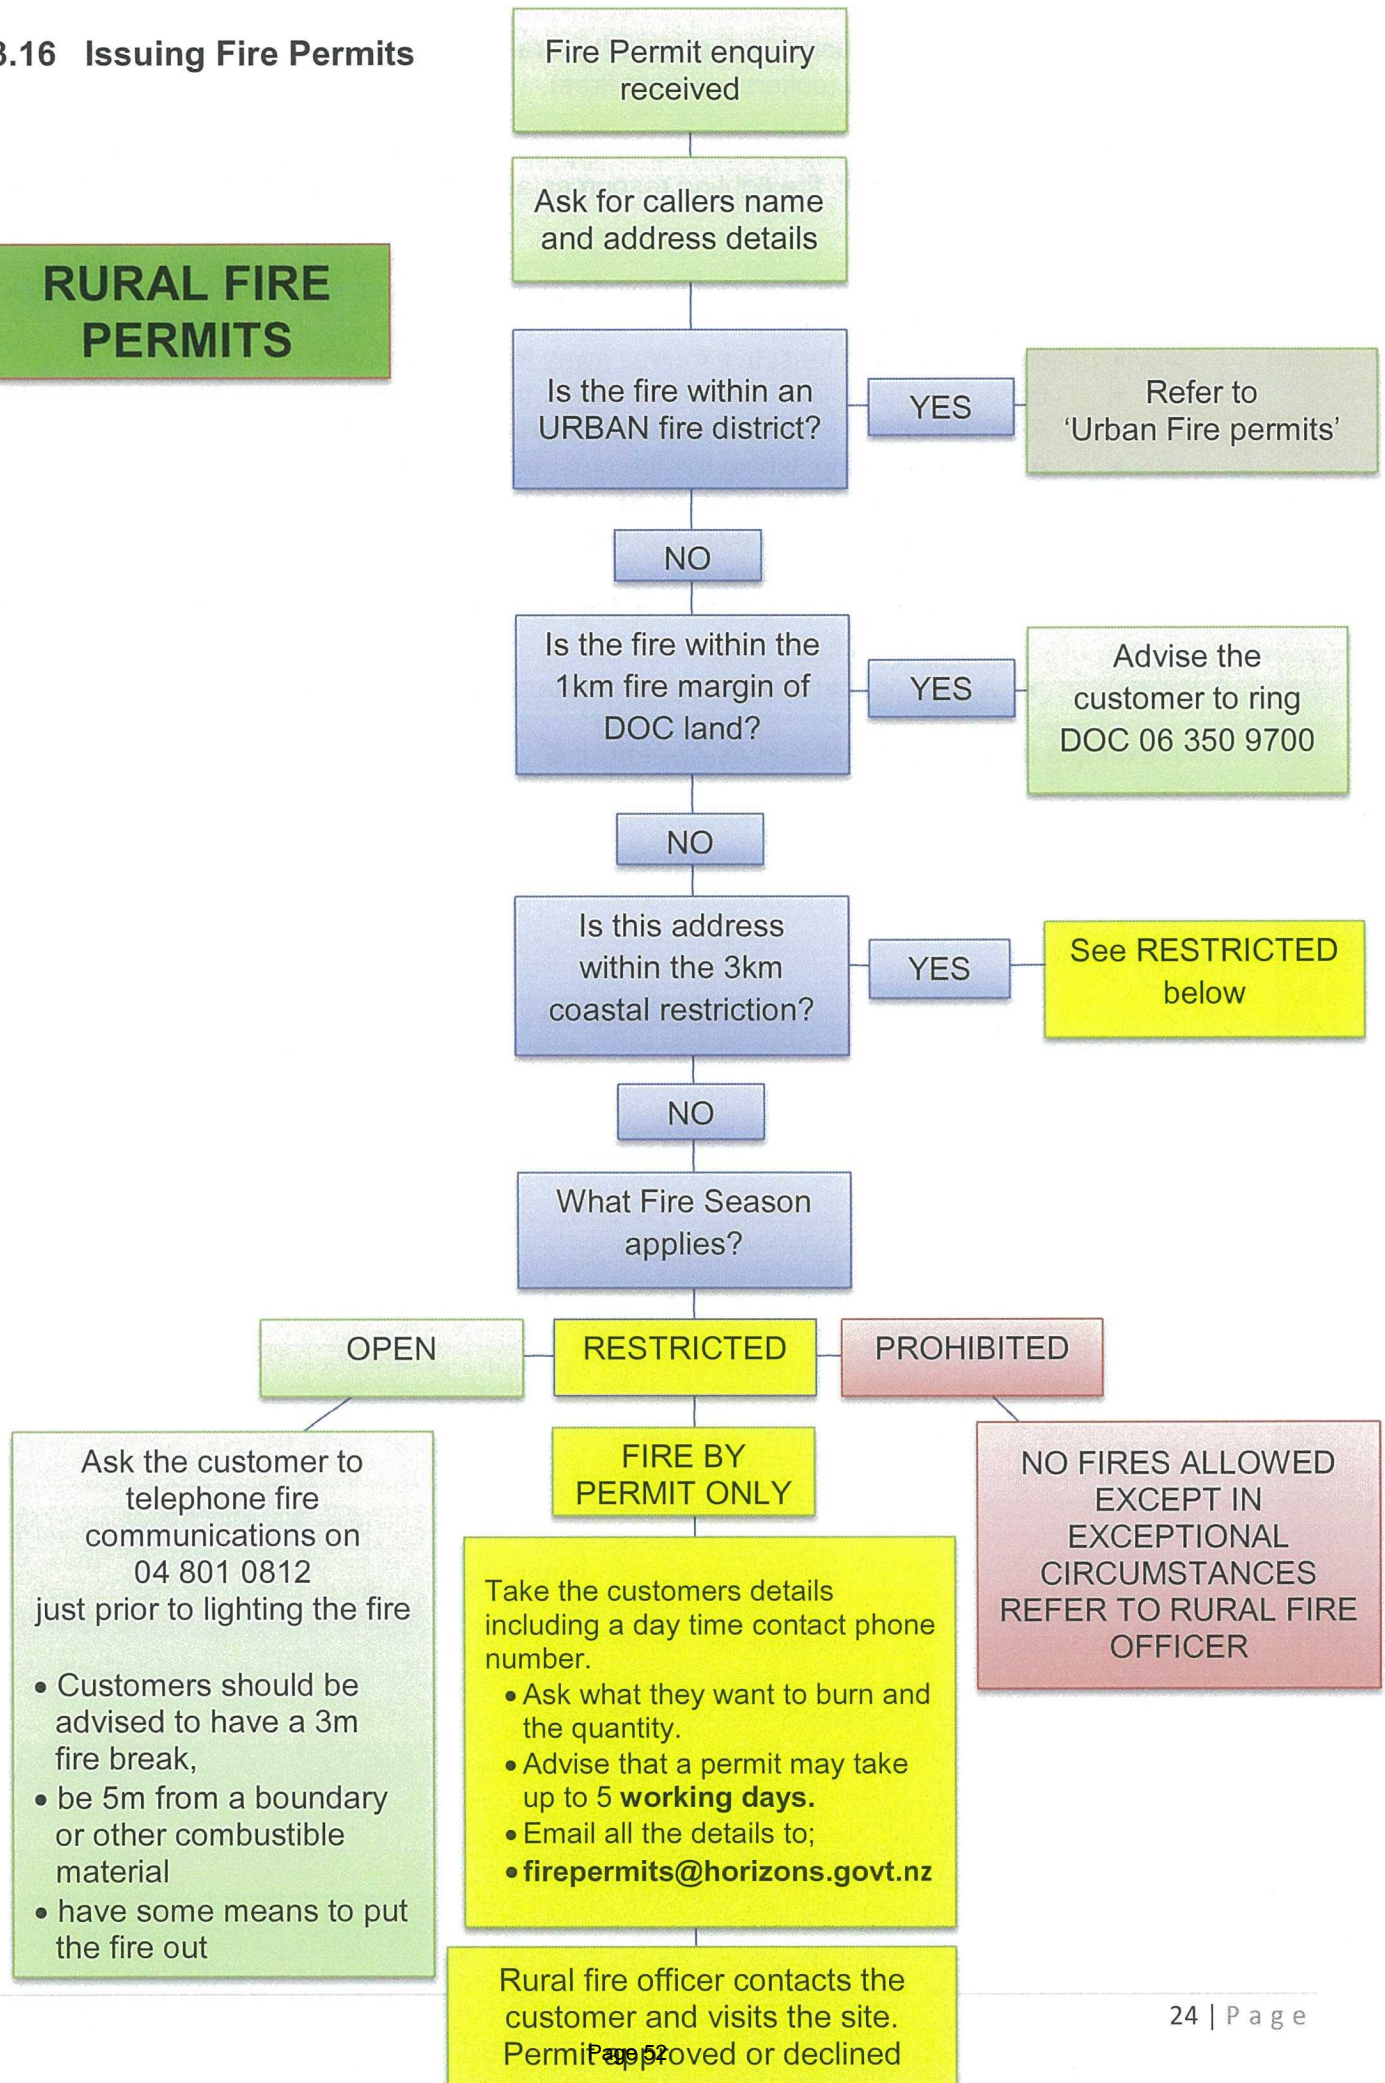 3.16 Issuing Fire Permits
Fire Permit enquiry
received
Ask for callers name
and address details
RURAL FIRE
PERMITS
Is the fire within an
URBAN fire district?
YES
Refer to
‘Urban Fire permits’
NO
Is the fire within the
1km fire margin of
DOC land?
YES
Advise the
customer to ring
DOC 06 350 9700
NO
Is this address
within the 3km
coastal restriction?
YES
See RESTRICTED
below
NO
What Fire Season
applies?
OPEN
RESTRICTED
PROHIBITED
Ask the customer to
telephone fire
communications on
04 801 0812
just prior to lighting the fire
• Customers should be
advised to have a 3m
fire break,
• be 5m from a boundary
or other combustible
material
• have some means to put
the fire out
FIRE BY
PERMIT ONLY
Take the customers details
including a day time contact phone
number.
• Ask what they want to burn and
the quantity.
• Advise that a permit may take
up to 5 working days.
• Email all the details to;
• firepermits@horizons.govt.nz
Rural fire officer contacts the
customer and visits the site.
Permit approved or declined
NO FIRES ALLOWED
EXCEPT IN
EXCEPTIONAL
CIRCUMSTANCES
REFER TO RURAL FIRE
OFFICER
24 | Page
Page 52